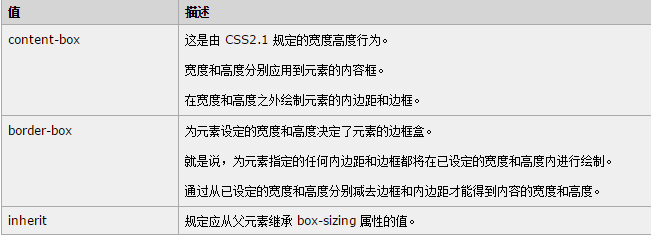 值 描述
content-box 这是由 CSS2.1 规定的宽度高度行为。
宽度和高度分别应用到元素的内容框。
在宽度和高度之外绘制元素的内边距和边框。
border-box 为元素设定的宽度和高度决定了元素的边框盒。
就是说，为元素指定的任何内边距和边框都将在已设定的宽度和高度内进行绘制。
通过从已设定的宽度和高度分别减去边框和内边距才能得到内容的宽度和高度。
inherit 规定应从父元素继承 box-sizing 属性的值。